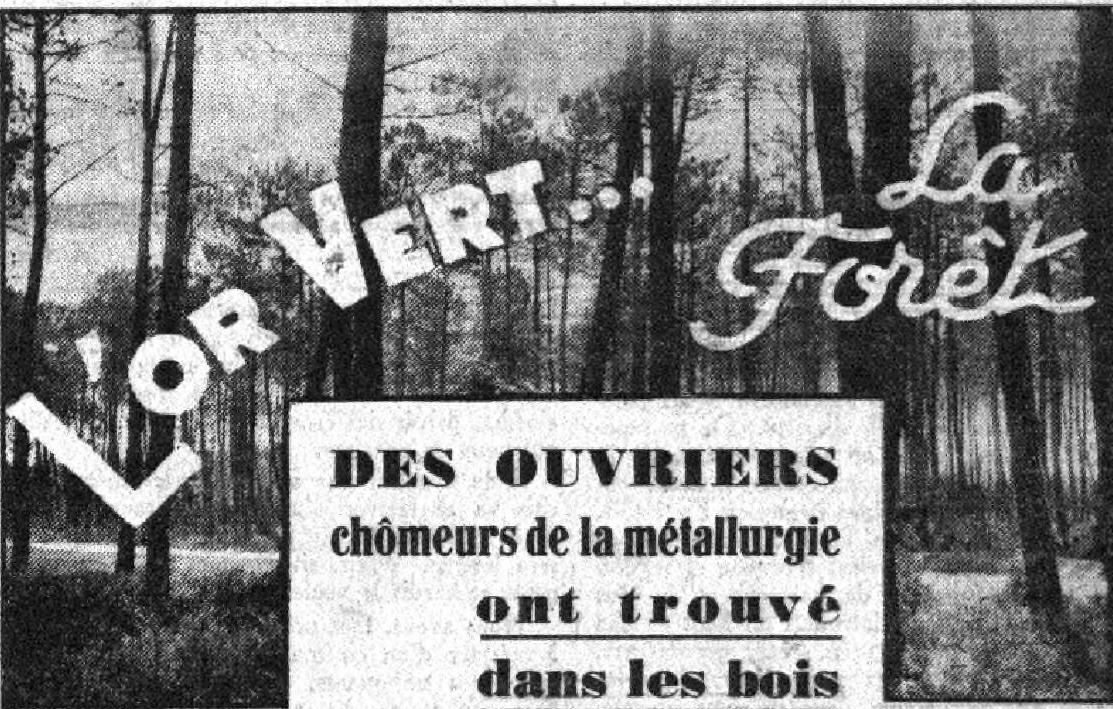 L'OR VERT...
La
Forêt
DES OUVRIERS
chômeurs de la métallurgie
ont trouvé
dans les bois